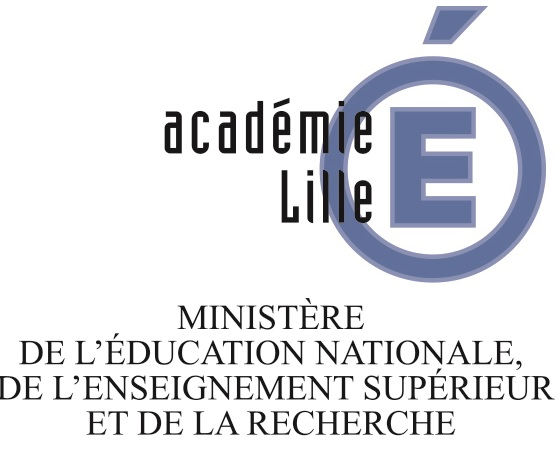 académie
Lille
É
MINISTÈRE
DE L'ÉDUCATION NATIONALE,
DE L'ENSEIGNEMENT SUPÉRIEUR
ET DE LA RECHERCHE